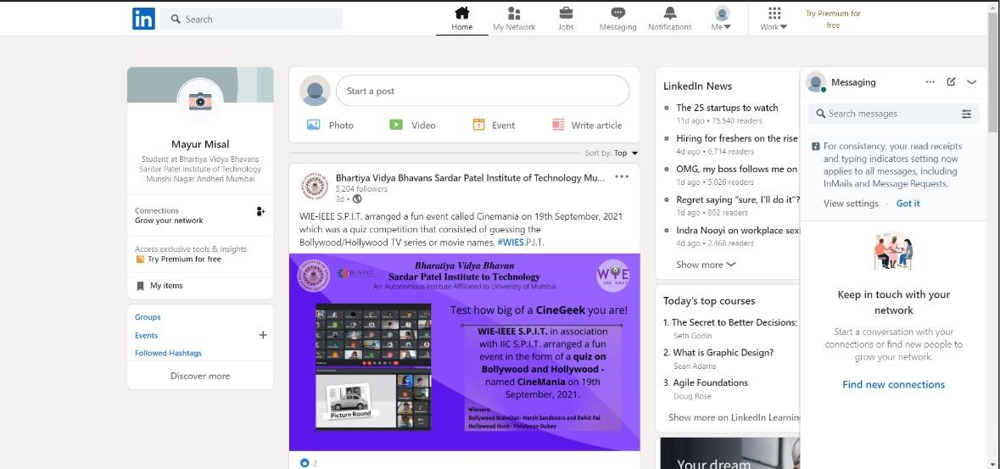 in
Search
Home
My Network
Jobs
Messaging
Notifications
Me
Work
Try Premium for
free
Mayur Misal
Student at Bhartiya Vidya Bhavans
Sardar Patel Institute of Technology
Munshi Nagar Andheri Mumbai
Connections
Grow your network
Access exclusive tools & insights
Try Premium for free
My items
Groups
Events
Followed Hashtags
Discover more
Start a post
Photo
Video
Event
Write article
Sort by: Top
Bhartiya Vidya Bhavans Sardar Patel Institute of Technology Mu...
5,204 followers
3d •
WIE-IEEE S.P.I.T. arranged a fun event called Cinemania on 19th September, 2021
which was a quiz competition that consisted of guessing the
Bollywood/Hollywood TV series or movie names. #WIES.P.I.T.
Bharatiya Vidya Bhavan
Sardar Patel Institute to Technology
An Autonomous Institute Affiliated to Univeristy of Mumbai
WIE
IEEE S.P.I.T.
Test how big of a CineGeek you are!
WIE-IEEE S.P.I.T. in association
with IIC S.P.I.T. arranged a fun
event in the form of a quiz on
Bollywood and Hollywood -
named CineMania on 19th
September, 2021.
Winners:
Bollywood BrainOut- Harsh Sandesara and Rohit Pai
Hollywood Hunt - Vivishwan Dubey
Picture Round
2
LinkedIn News
The 25 startups to watch
11d ago • 75,540 readers
Hiring for freshers on the rise
4d ago • 6,714 readers
OMG, my boss follows me on
1d ago • 5,026 readers
Regret saying “sure, I'll do it”?
1d ago • 802 readers
Indra Nooyi on workplace sexi
4d ago • 2,468 readers
Show more
Today's top courses
1. The Secret to Better Decisions:
Seth Godin
2. What is Graphic Design?
Sean Adams
3. Agile Foundations
Doug Rose
Show more on LinkedIn Learnin
Your dream
Messaging
Search messages
For consistency, your read receipts
and typing indicators setting now
applies to all messages, including
InMails and Message Requests.
View settings · Got it
Keep in touch with your
network
Start a conversation with your
connections or find new people to
grow your network.
Find new connections